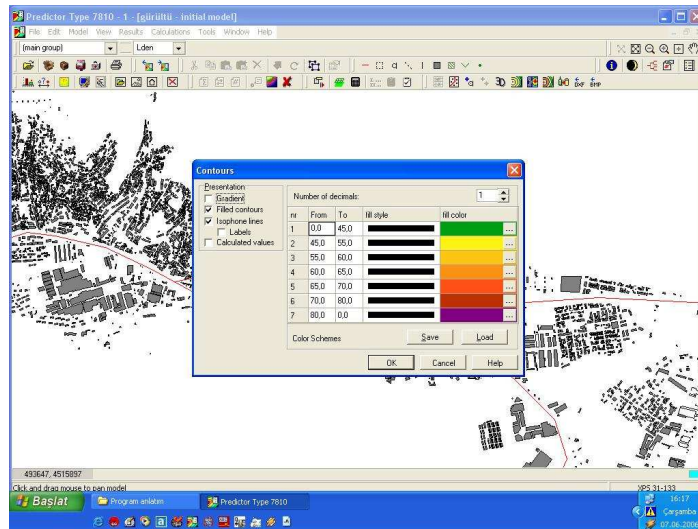 Predictor Type 7810 - 1 - [gürültü - initial model]
File Edit Model View Results Calculations Tools Window Help
(main group) Lden
Contours
Presentation
Gradient
Filled contours
Isophone lines
Labels
Calculated values
Number of decimals: 1
nr From To fill style fill color
1 0,0 45,0
2 45,0 55,0
3 55,0 60,0
4 60,0 65,0
5 65,0 70,0
6 70,0 80,0
7 80,0 0,0
Color Schemes Save Load
OK Cancel Help
493647, 4515897
Click and drag mouse to pan model XPS 31-133
Başlat Program anlatım Predictor Type 7810 16:17
Çarşamba
07.06.2006